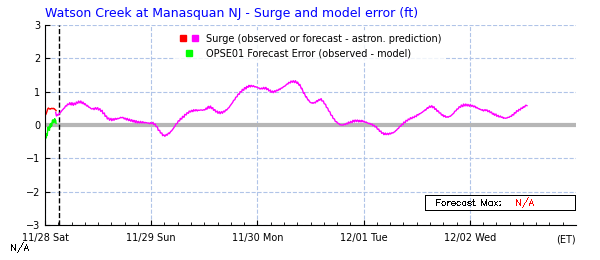 Watson Creek at Manasquan NJ - Surge and model error (ft)
Surge (observed or forecast - astron. prediction)
OPSE01 Forecast Error (observed - model)
3
2
1
0
−1
−2
−3
Forecast Max: N/A
11/28 Sat 11/29 Sun 11/30 Mon 12/01 Tue 12/02 Wed (ET)
N/A